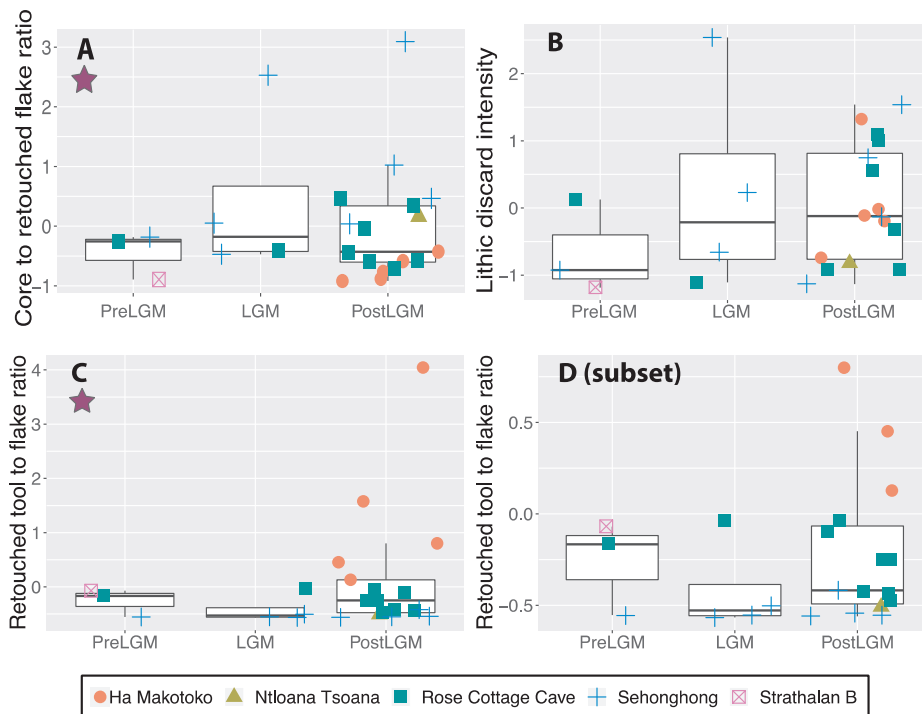 A
Core to retouched flake ratio
3
2
1
0
−1
PreLGM
LGM
PostLGM
B
Lithic discard intensity
2
1
0
−1
PreLGM
LGM
PostLGM
C
Retouched tool to flake ratio
4
3
2
1
0
PreLGM
LGM
PostLGM
D (subset)
Retouched tool to flake ratio
0.5
0.0
−0.5
PreLGM
LGM
PostLGM
Ha Makotoko Ntloana Tsoana Rose Cottage Cave Sehonghong Strathalan B